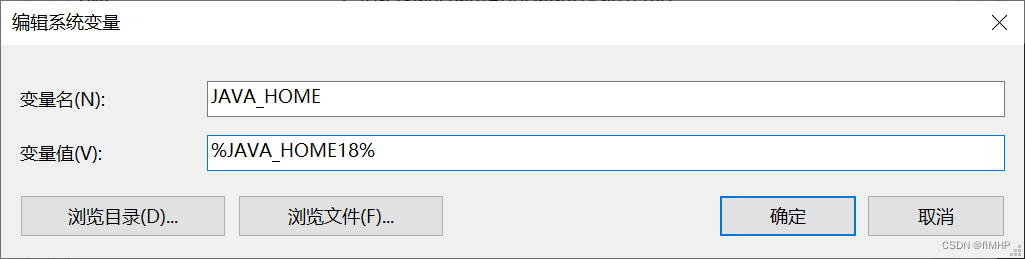 编辑系统变量
变量名(N): JAVA_HOME
变量值(V): %JAVA_HOME18%
浏览目录(D)... 浏览文件(F)... 确定 取消
CSDN @flMHP